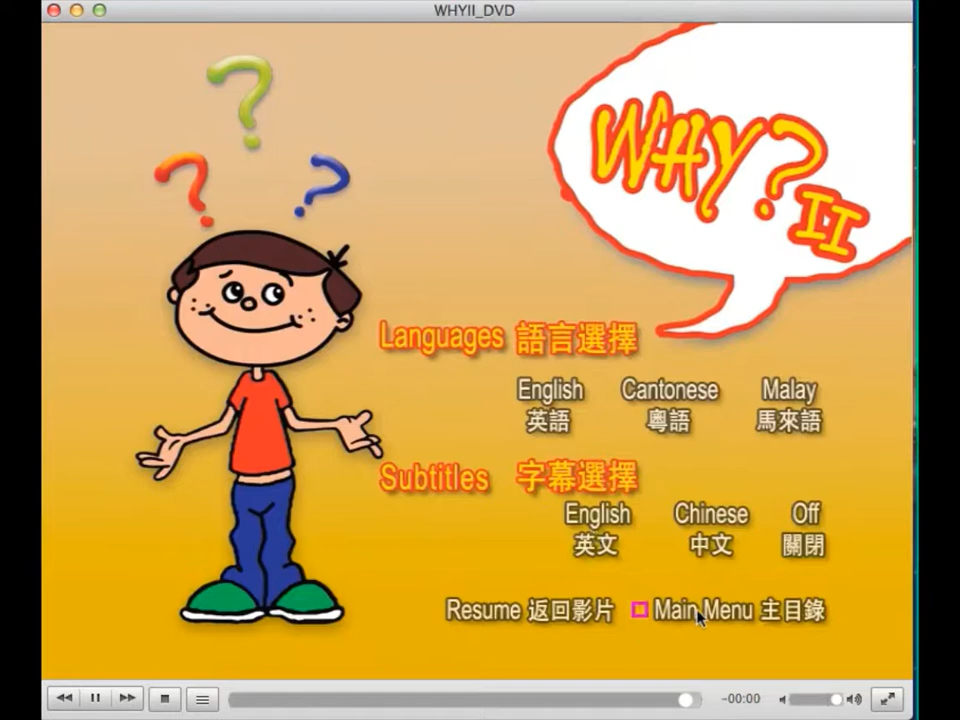 WHYII_DVD
WHY? II
Languages 語言選擇
English Cantonese Malay
英語 粵語 馬來語
Subtitles 字幕選擇
English Chinese Off
英文 中文 關閉
Resume 返回影片 Main Menu 主目錄
-00:00